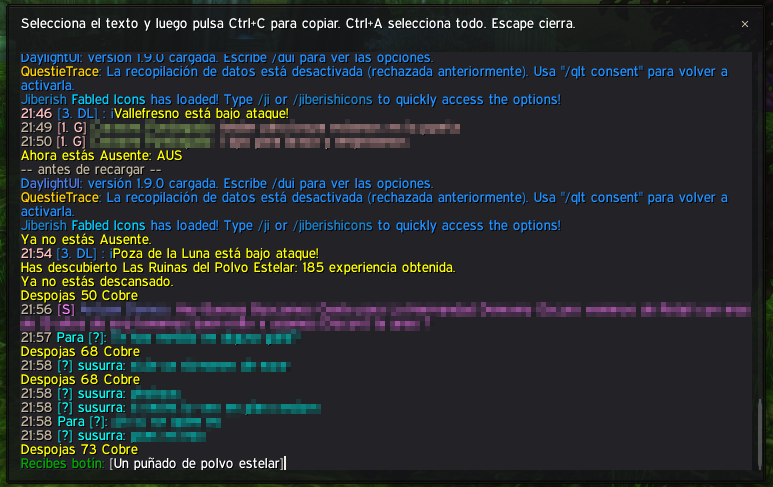 Selecciona el texto y luego pulsa Ctrl+C para copiar. Ctrl+A selecciona todo. Escape cierra.
×
DaylightUI: versión 1.9.0 cargada. Escribe /dui para ver las opciones.
QuestieTrace: La recopilación de datos está desactivada (rechazada anteriormente). Usa "/qlt consent" para volver a
activarla.
Jiberish Fabled Icons has loaded! Type /ji or /jiberishicons to quickly access the options!
21:46 [3. DL] : ¡Vallefresno está bajo ataque!
21:49 [1. G]
21:50 [1. G]
Ahora estás Ausente: AUS
-- antes de recargar --
DaylightUI: versión 1.9.0 cargada. Escribe /dui para ver las opciones.
QuestieTrace: La recopilación de datos está desactivada (rechazada anteriormente). Usa "/qlt consent" para volver a
activarla.
Jiberish Fabled Icons has loaded! Type /ji or /jiberishicons to quickly access the options!
Ya no estás Ausente.
21:54 [3. DL] : ¡Poza de la Luna está bajo ataque!
Has descubierto Las Ruinas del Polvo Estelar: 185 experiencia obtenida.
Ya no estás descansado.
Despojas 50 Cobre
21:56 [S]
21:57 Para [?]:
Despojas 68 Cobre
21:58 [?] susurra:
Despojas 68 Cobre
21:58 [?] susurra:
21:58 [?] susurra:
21:58 Para [?]:
21:58 [?] susurra:
Despojas 73 Cobre
Recibes botín: [Un puñado de polvo estelar]